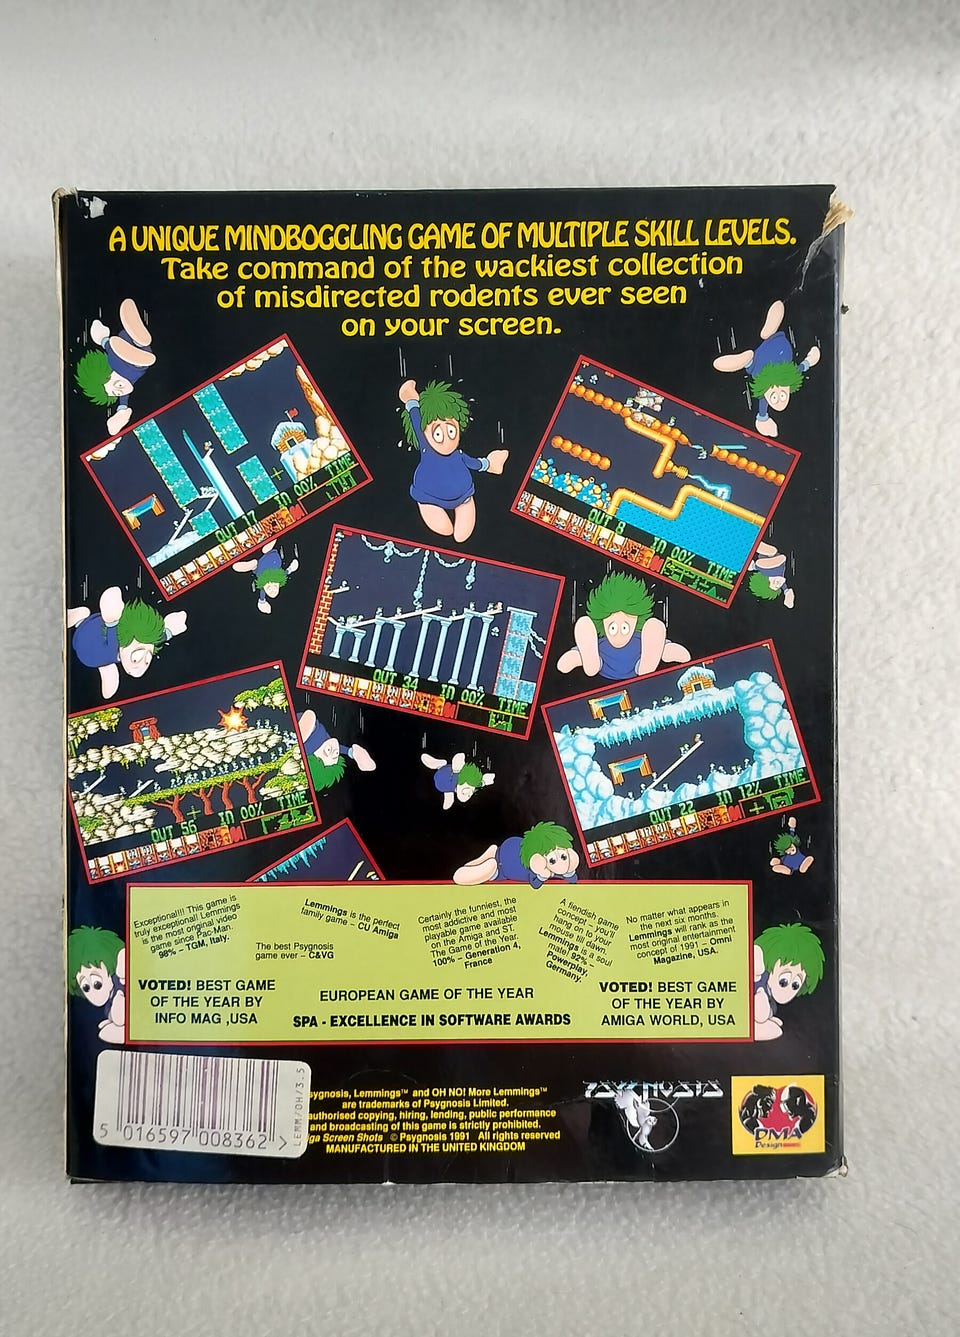 A UNIQUE MINDBOGGLING GAME OF MULTIPLE SKILL LEVELS.
Take command of the wackiest collection
of misdirected rodents ever seen
on your screen.
OUT 17 IN 00% TIME
OUT 8 IN 00% TIME
OUT 34 IN 00% TIME
OUT 56 IN 00% TIME
OUT 22 IN 12% TIME
Exceptional!!! This game is
truly exceptional! Lemmings
is the most original video
game since Pac-Man.
98% – TGM, Italy.
Lemmings is the perfect
family game – CU Amiga
The best Psygnosis
game ever – C&VG
Certainly the funniest, the
most addictive and most
playable game available
on the Amiga and ST.
The Game of the Year.
100% – Generation 4,
France
A fiendish game
concept – you'll
hang on to your
mouse till dawn.
Lemmings is a soul
mate! 92% –
Powerplay,
Germany.
No matter what appears in
the next six months.
Lemmings will rank as the
most original entertainment
concept of 1991 – Omni
Magazine, USA.
VOTED! BEST GAME
OF THE YEAR BY
INFO MAG ,USA
EUROPEAN GAME OF THE YEAR
SPA - EXCELLENCE IN SOFTWARE AWARDS
VOTED! BEST GAME
OF THE YEAR BY
AMIGA WORLD, USA
5 016597 008362 >
LEMM/OH/3.5
sygnosis, Lemmings™ and OH NO! More Lemmings™
are trademarks of Psygnosis Limited.
authorised copying, hiring, lending, public performance
and broadcasting of this game is strictly prohibited.
ga Screen Shots © Psygnosis 1991 All rights reserved
MANUFACTURED IN THE UNITED KINGDOM
PSYGNOSIS
DMA
Design